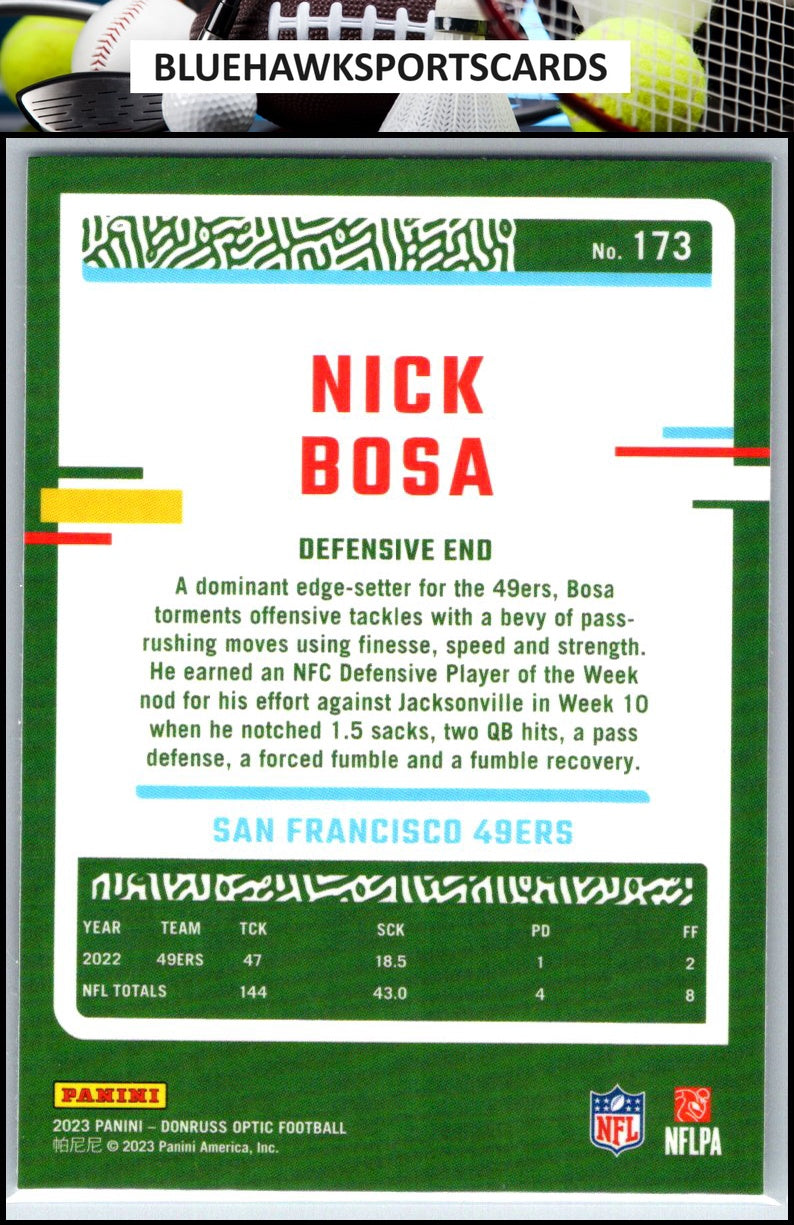 BLUEHAWKSPORTSCARDS
No. 173
NICK
BOSA
DEFENSIVE END
A dominant edge-setter for the 49ers, Bosa
torments offensive tackles with a bevy of pass-
rushing moves using finesse, speed and strength.
He earned an NFC Defensive Player of the Week
nod for his effort against Jacksonville in Week 10
when he notched 1.5 sacks, two QB hits, a pass
defense, a forced fumble and a fumble recovery.
SAN FRANCISCO 49ERS
YEAR TEAM TCK SCK PD FF
2022 49ERS 47 18.5 1 2
NFL TOTALS 144 43.0 4 8
PANINI
2023 PANINI – DONRUSS OPTIC FOOTBALL
帕尼尼 © 2023 Panini America, Inc.
NFL
NFLPA